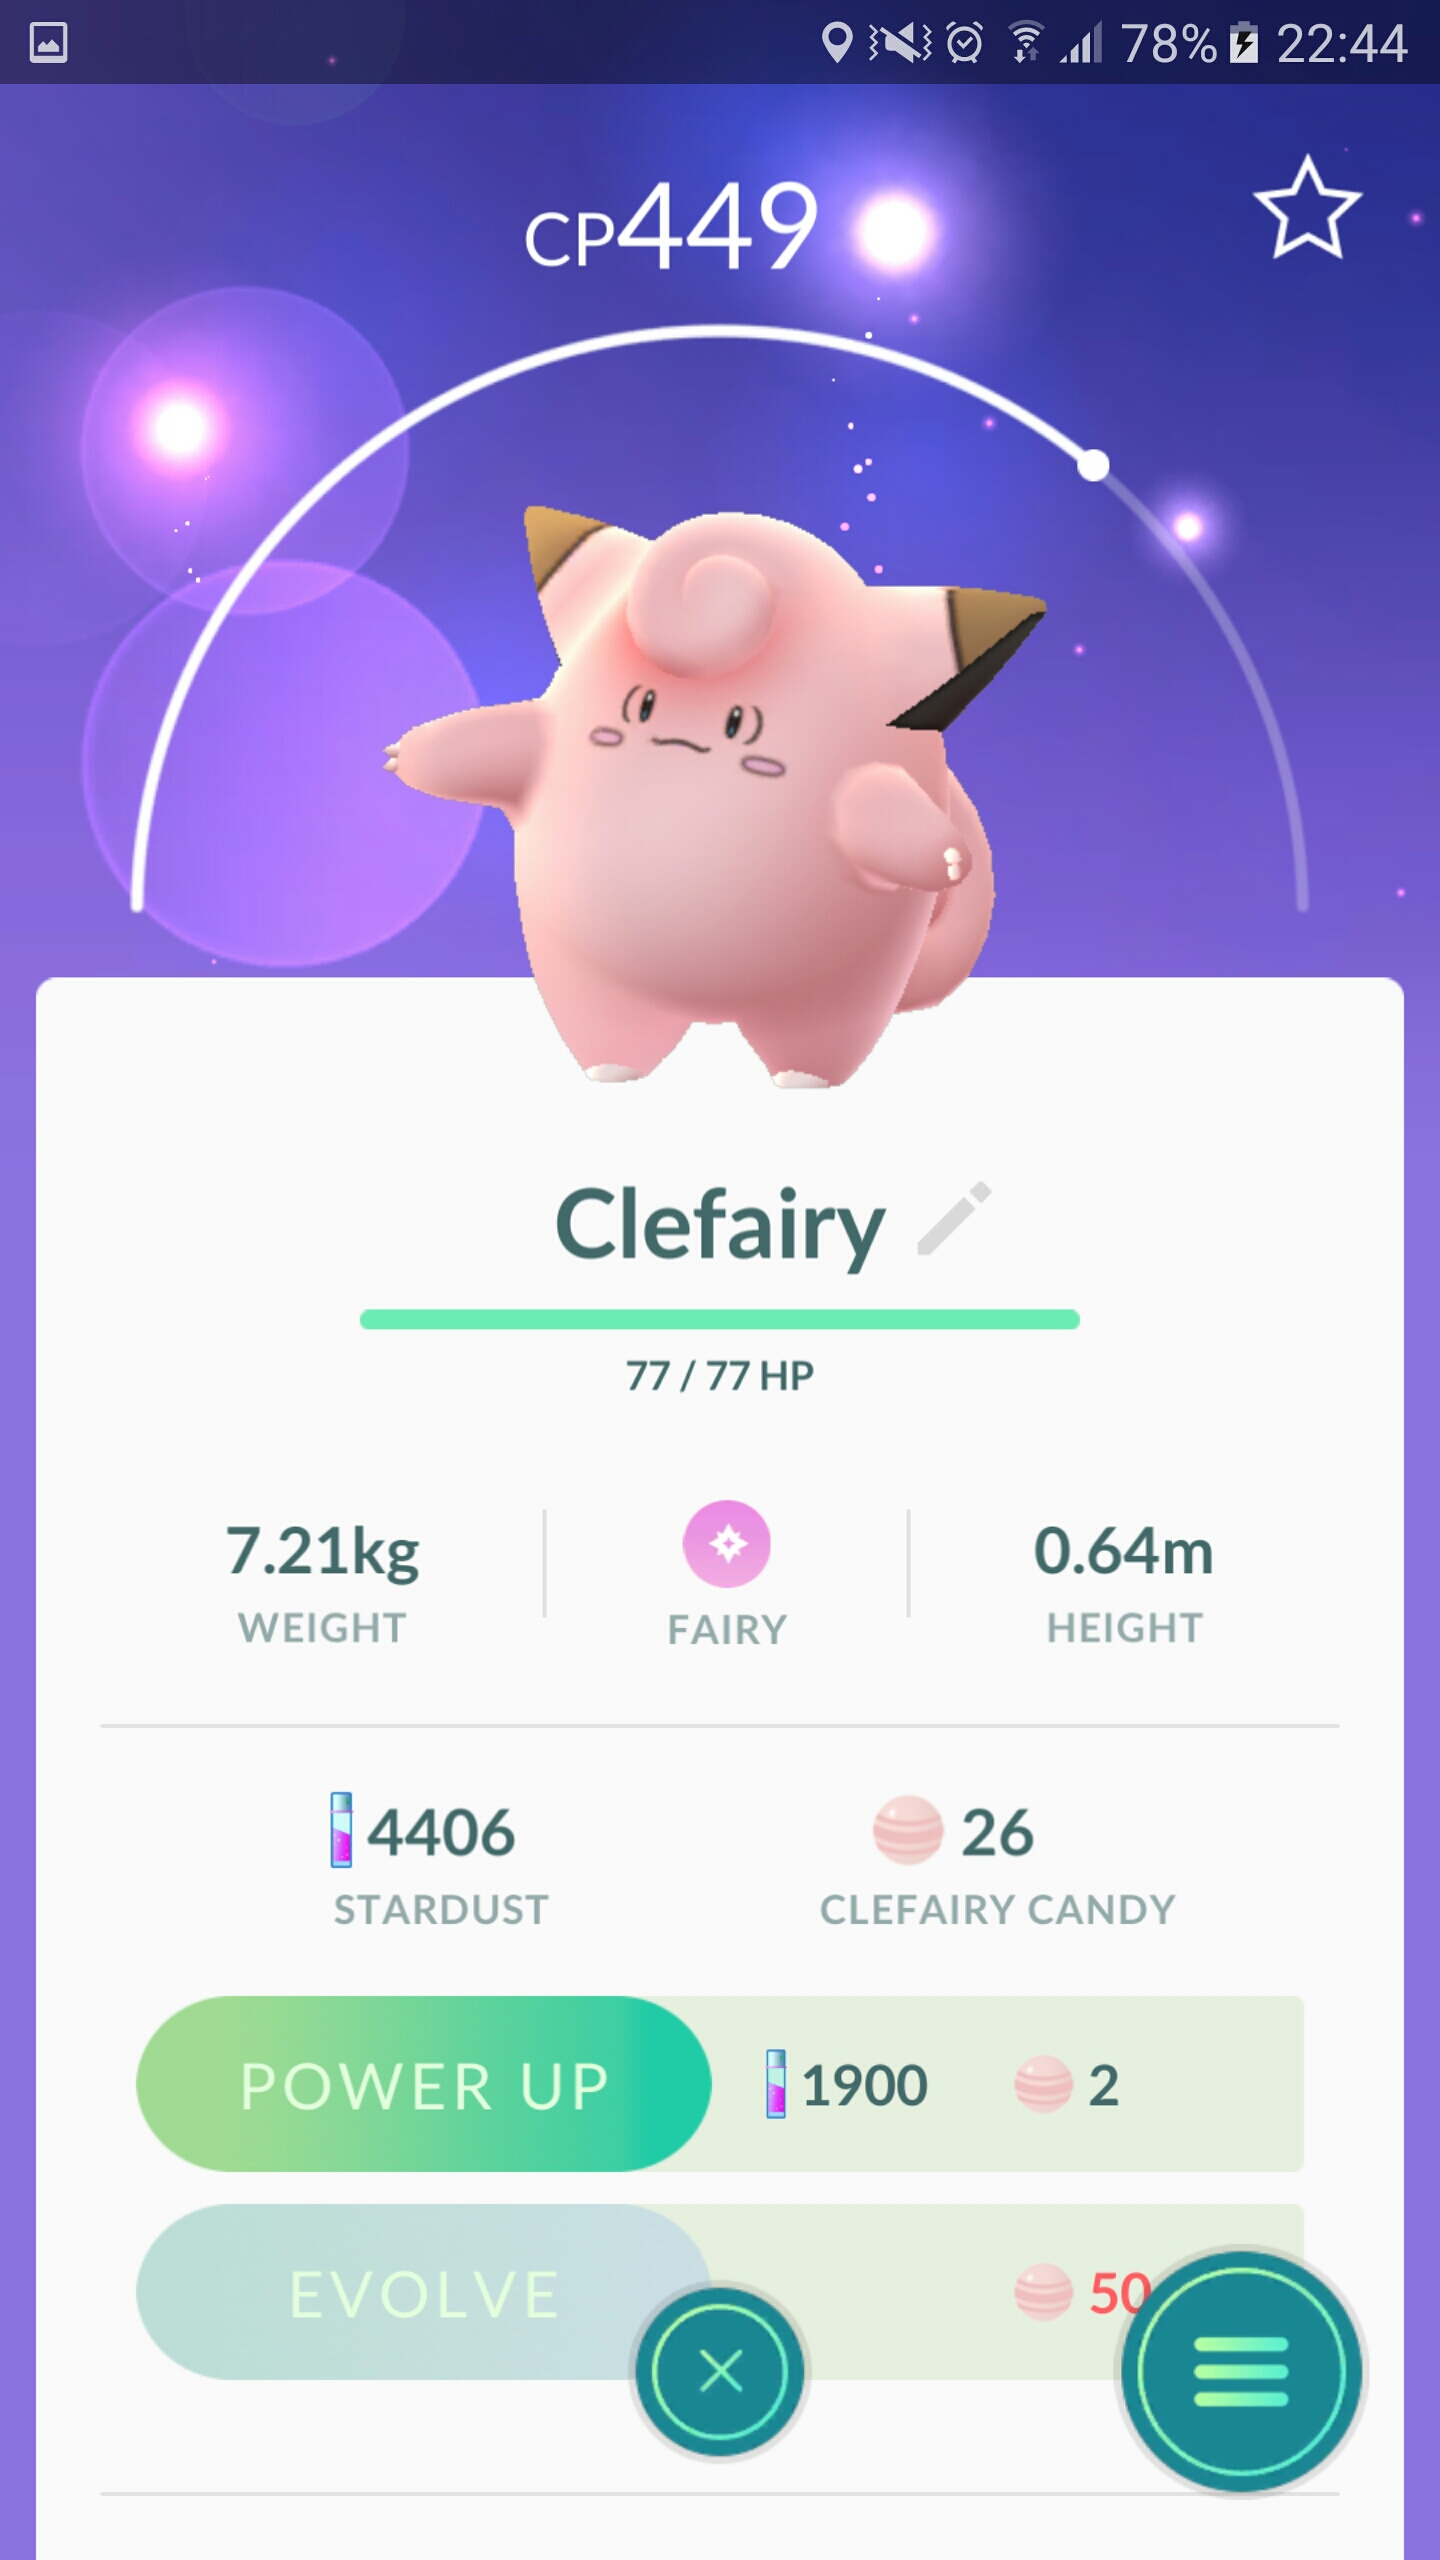 78% 22:44
CP449
Clefairy
77 / 77 HP
7.21kg
WEIGHT
FAIRY
0.64m
HEIGHT
4406
STARDUST
26
CLEFAIRY CANDY
POWER UP 1900 2
EVOLVE 50